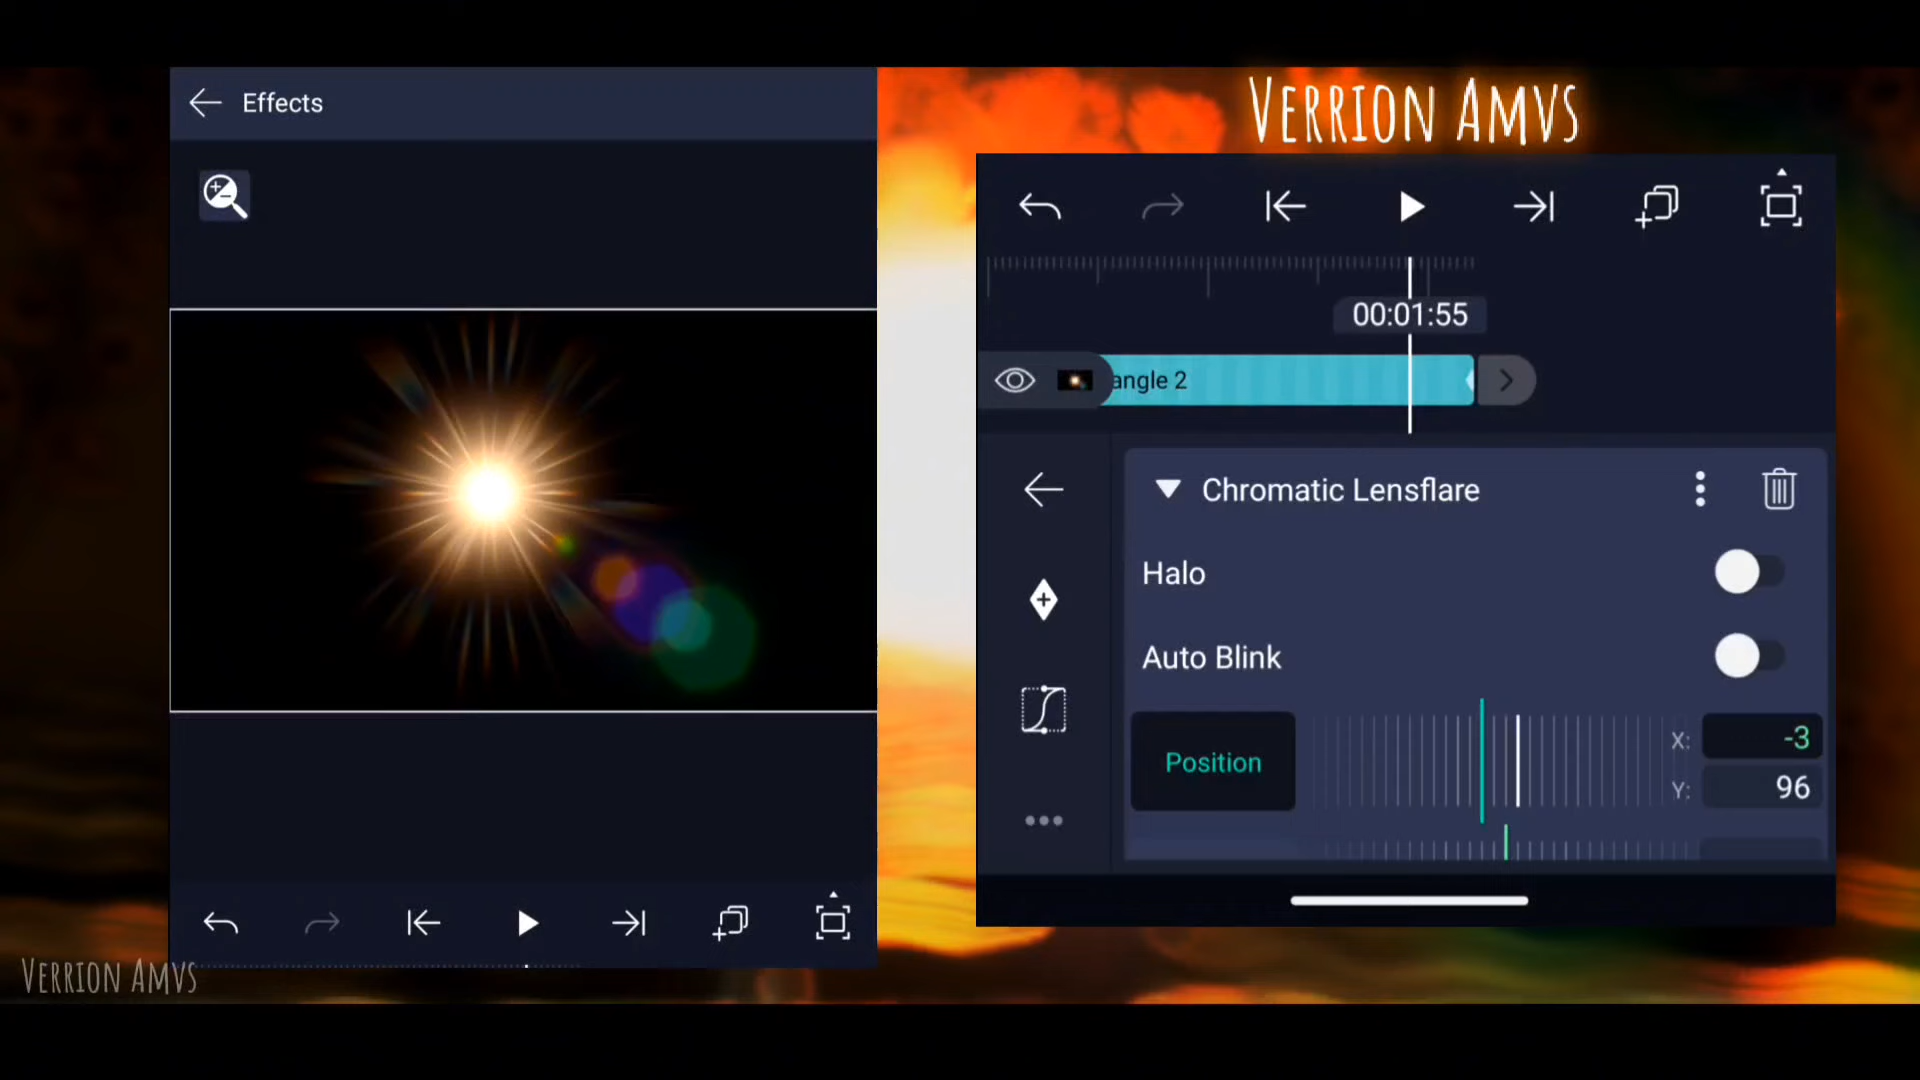 Effects
VERRION AMVS
00:01:55
angle 2
Chromatic Lensflare
Halo
Auto Blink
Position
X: -3
Y: 96
VERRION AMVS